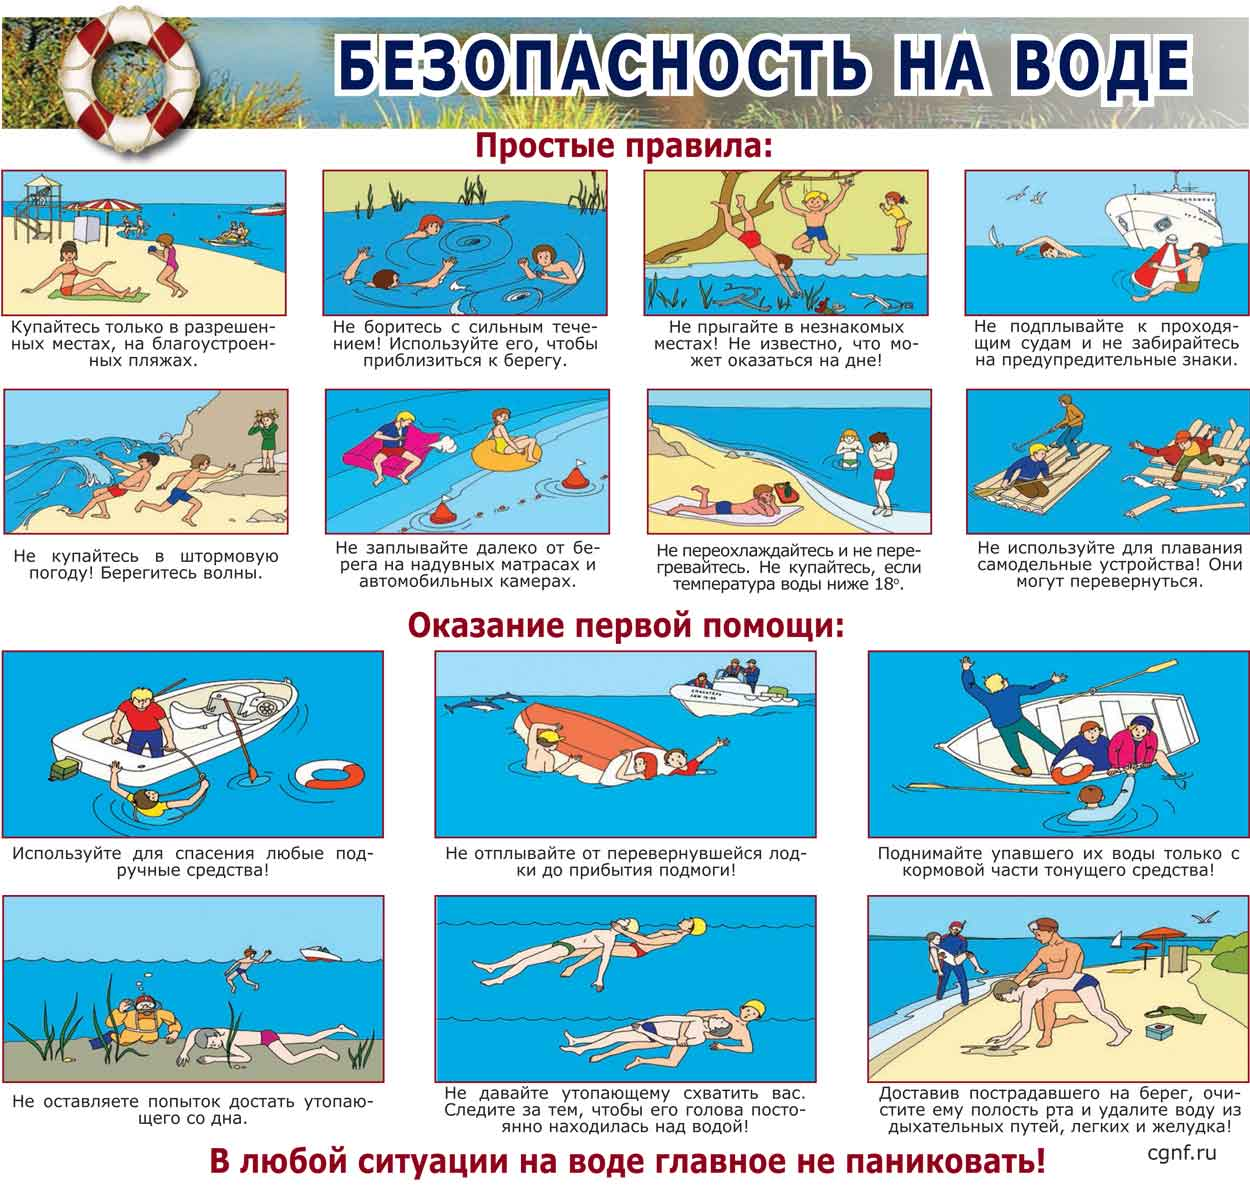 БЕЗОПАСНОСТЬ НА ВОДЕ
Простые правила:
Купайтесь только в разрешен-
ных местах, на благоустроен-
ных пляжах.
Не боритесь с сильным тече-
нием! Используйте его, чтобы
приблизиться к берегу.
Не прыгайте в незнакомых
местах! Не известно, что мо-
жет оказаться на дне!
Не подплывайте к проходя-
щим судам и не забирайтесь
на предупредительные знаки.
Не купайтесь в штормовую
погоду! Берегитесь волны.
Не заплывайте далеко от бе-
рега на надувных матрасах и
автомобильных камерах.
Не переохлаждайтесь и не пере-
гревайтесь. Не купайтесь, если
температура воды ниже 18°.
Не используйте для плавания
самодельные устройства! Они
могут перевернуться.
Оказание первой помощи:
Используйте для спасения любые под-
ручные средства!
СПАСАТЕЛЬ
Не отплывайте от перевернувшейся лод-
ки до прибытия подмоги!
Поднимайте упавшего их воды только с
кормовой части тонущего средства!
Не оставляете попыток достать утопаю-
щего со дна.
Не давайте утопающему схватить вас.
Следите за тем, чтобы его голова посто-
янно находилась над водой!
Доставив пострадавшего на берег, очи-
стите ему полость рта и удалите воду из
дыхательных путей, легких и желудка!
В любой ситуации на воде главное не паниковать!
cgnf.ru